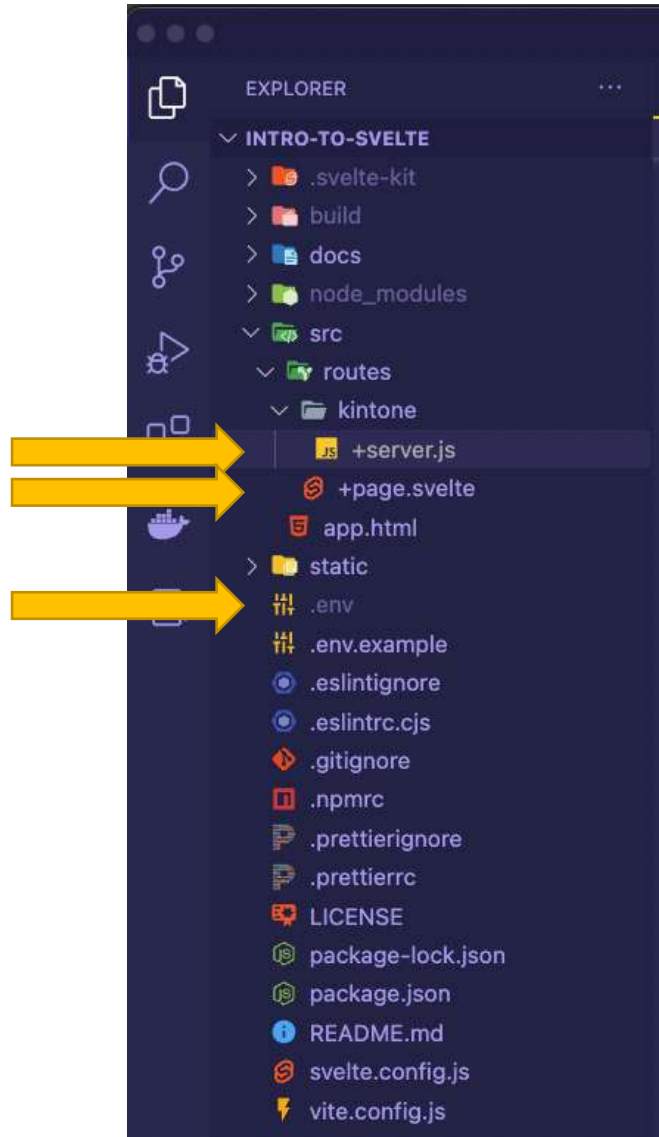 EXPLORER
INTRO-TO-SVELTE
.svelte-kit
build
docs
node_modules
src
routes
kintone
JS +server.js
+page.svelte
app.html
static
.env
.env.example
.eslintignore
.eslintrc.cjs
.gitignore
.npmrc
.prettierignore
.prettierrc
LICENSE
package-lock.json
package.json
README.md
svelte.config.js
vite.config.js